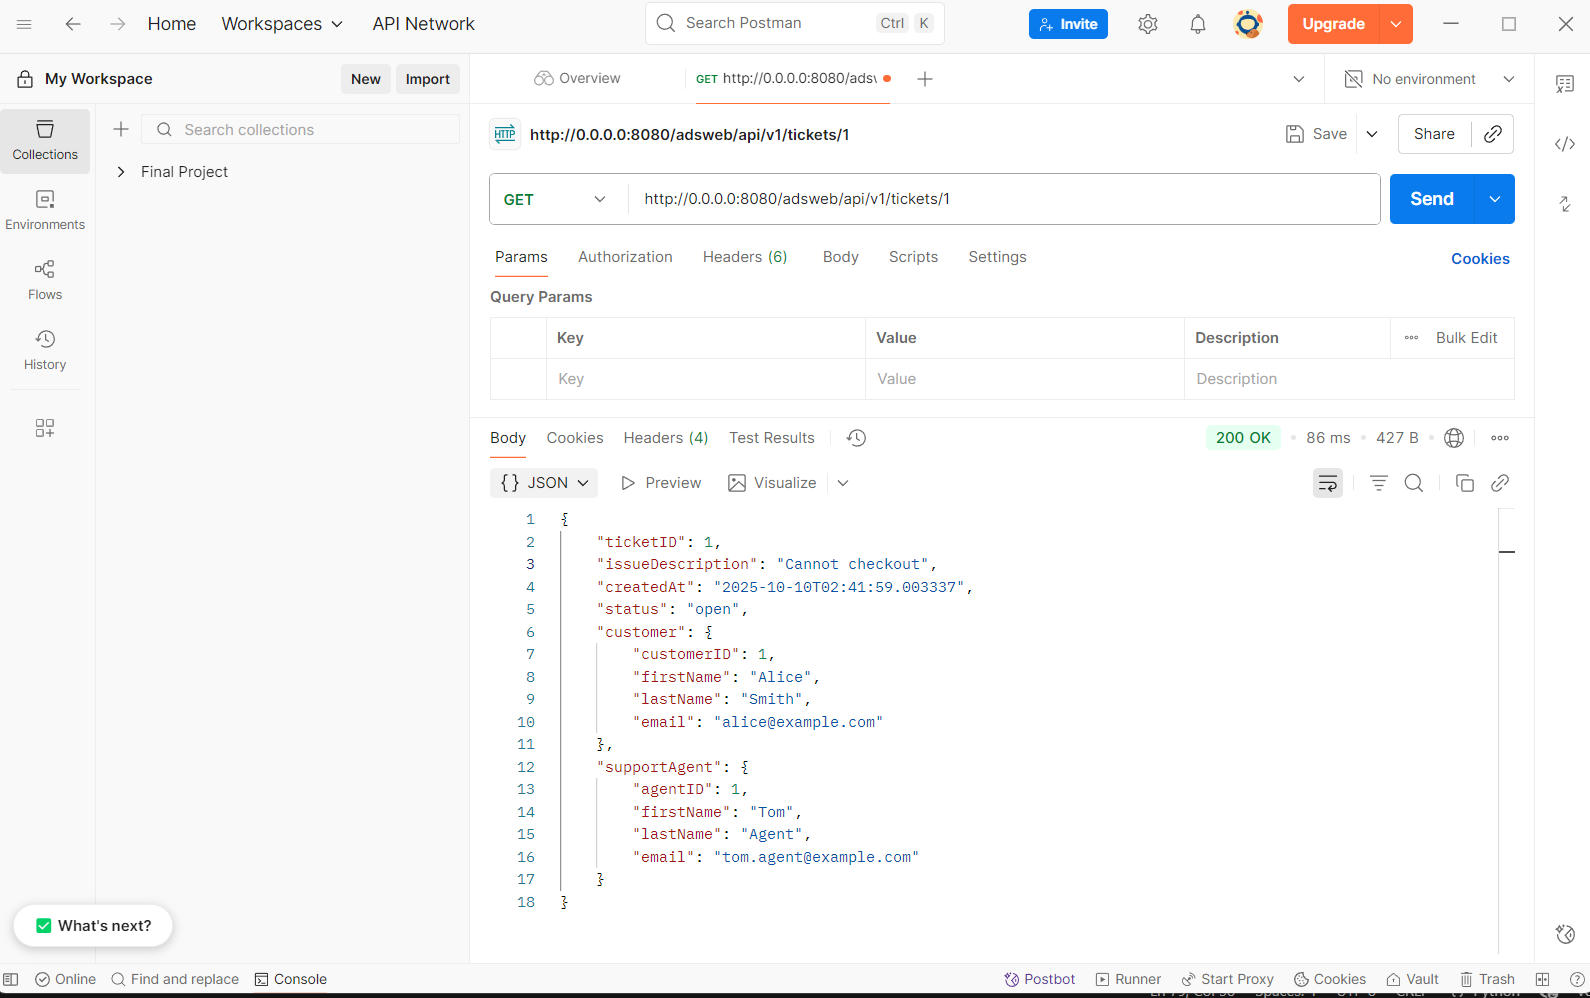 Home Workspaces API Network Search Postman Ctrl K Invite Upgrade
My Workspace New Import Overview GET http://0.0.0.0:8080/adsw No environment
HTTP http://0.0.0.0:8080/adsweb/api/v1/tickets/1 Save Share
Collections
Search collections
Final Project
Environments
Flows
History
GET http://0.0.0.0:8080/adsweb/api/v1/tickets/1 Send
Params Authorization Headers (6) Body Scripts Settings Cookies
Query Params
Key Value Description Bulk Edit
Key Value Description
Body Cookies Headers (4) Test Results 200 OK 86 ms 427 B
{} JSON Preview Visualize
1 {
2 "ticketID": 1,
3 "issueDescription": "Cannot checkout",
4 "createdAt": "2025-10-10T02:41:59.003337",
5 "status": "open",
6 "customer": {
7 "customerID": 1,
8 "firstName": "Alice",
9 "lastName": "Smith",
10 "email": "alice@example.com"
11 },
12 "supportAgent": {
13 "agentID": 1,
14 "firstName": "Tom",
15 "lastName": "Agent",
16 "email": "tom.agent@example.com"
17 }
18 }
What's next?
Online Find and replace Console Postbot Runner Start Proxy Cookies Vault Trash